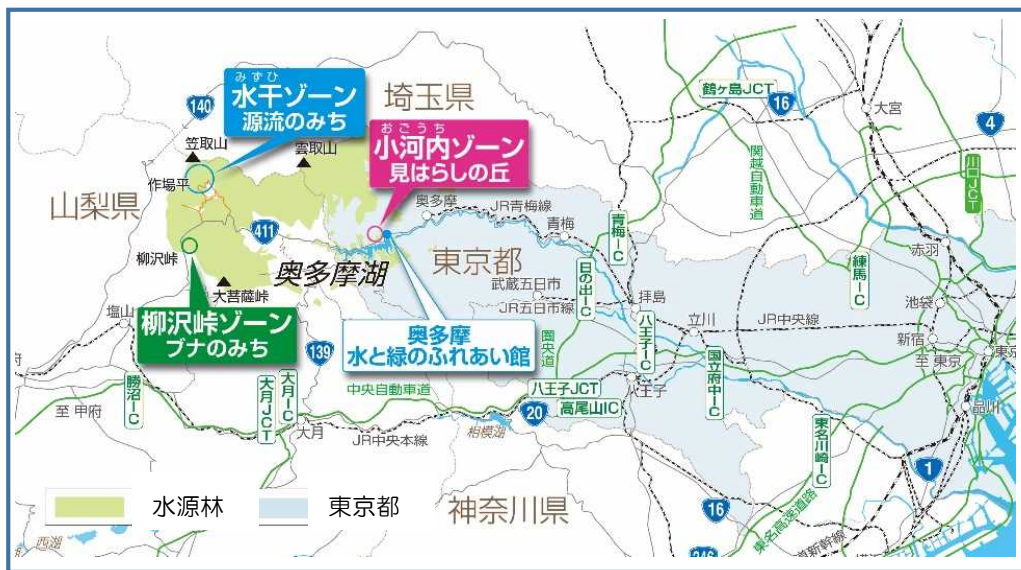 みずひ
水干ゾーン
源流のみち
埼玉県
おごうち
小河内ゾーン
見はらしの丘
鶴ヶ島JCT
16
大宮
4
140
笠取山
雲取山
作場平
山梨県
関越自動車道
川口JCT
411
奥多摩
JR青梅線
青梅
青梅IC
赤羽
柳沢峠
奥多摩湖
東京都
日の出IC
練馬IC
大菩薩峠
武蔵五日市
拝島
池袋
塩山
JR五日市線
立川
JR中央線
新宿
至 東京
東京
柳沢峠ゾーン
ブナのみち
奥多摩
水と緑のふれあい館
圏央道
八王子IC
国立府中IC
139
勝沼IC
大月JCT
大月IC
中央自動車道
八王子JCT
八王子
品川
至 甲府
20
高尾山IC
大月
JR中央本線
相模湖
東名川崎IC
1
水源林
東京都
神奈川県
16
東名高速道路
西湖
246
道新幹線